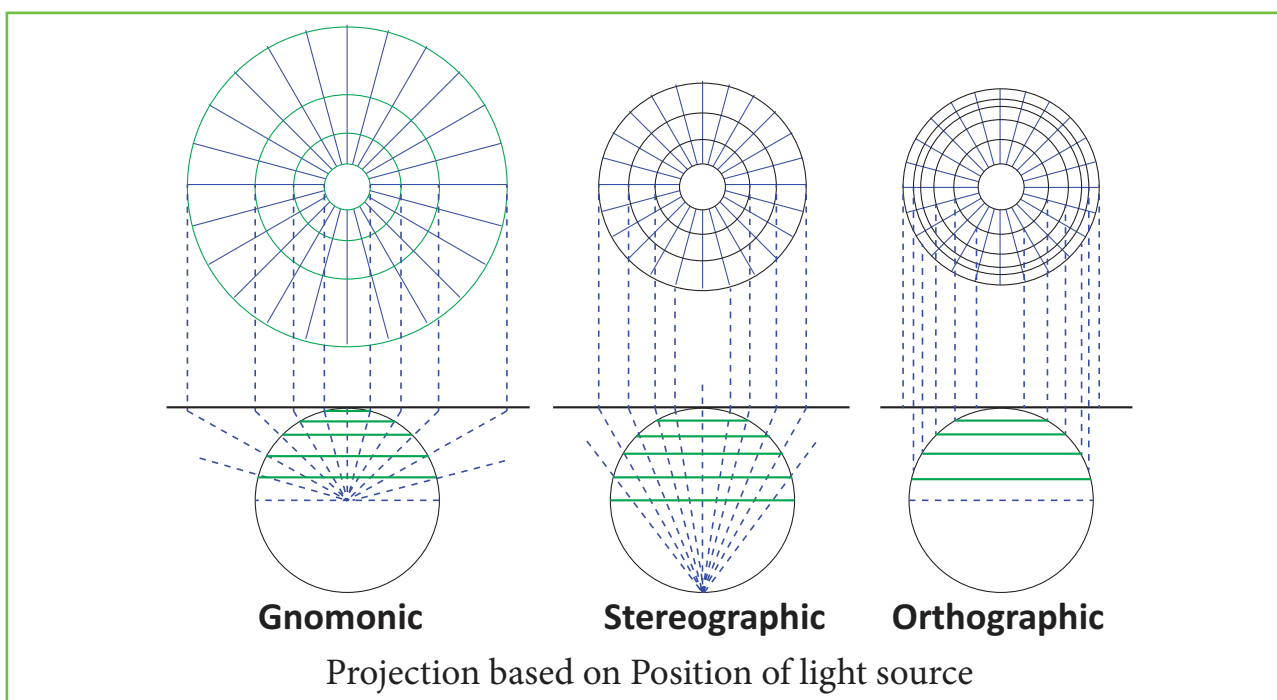 Gnomonic
Stereographic
Orthographic
Projection based on Position of light source